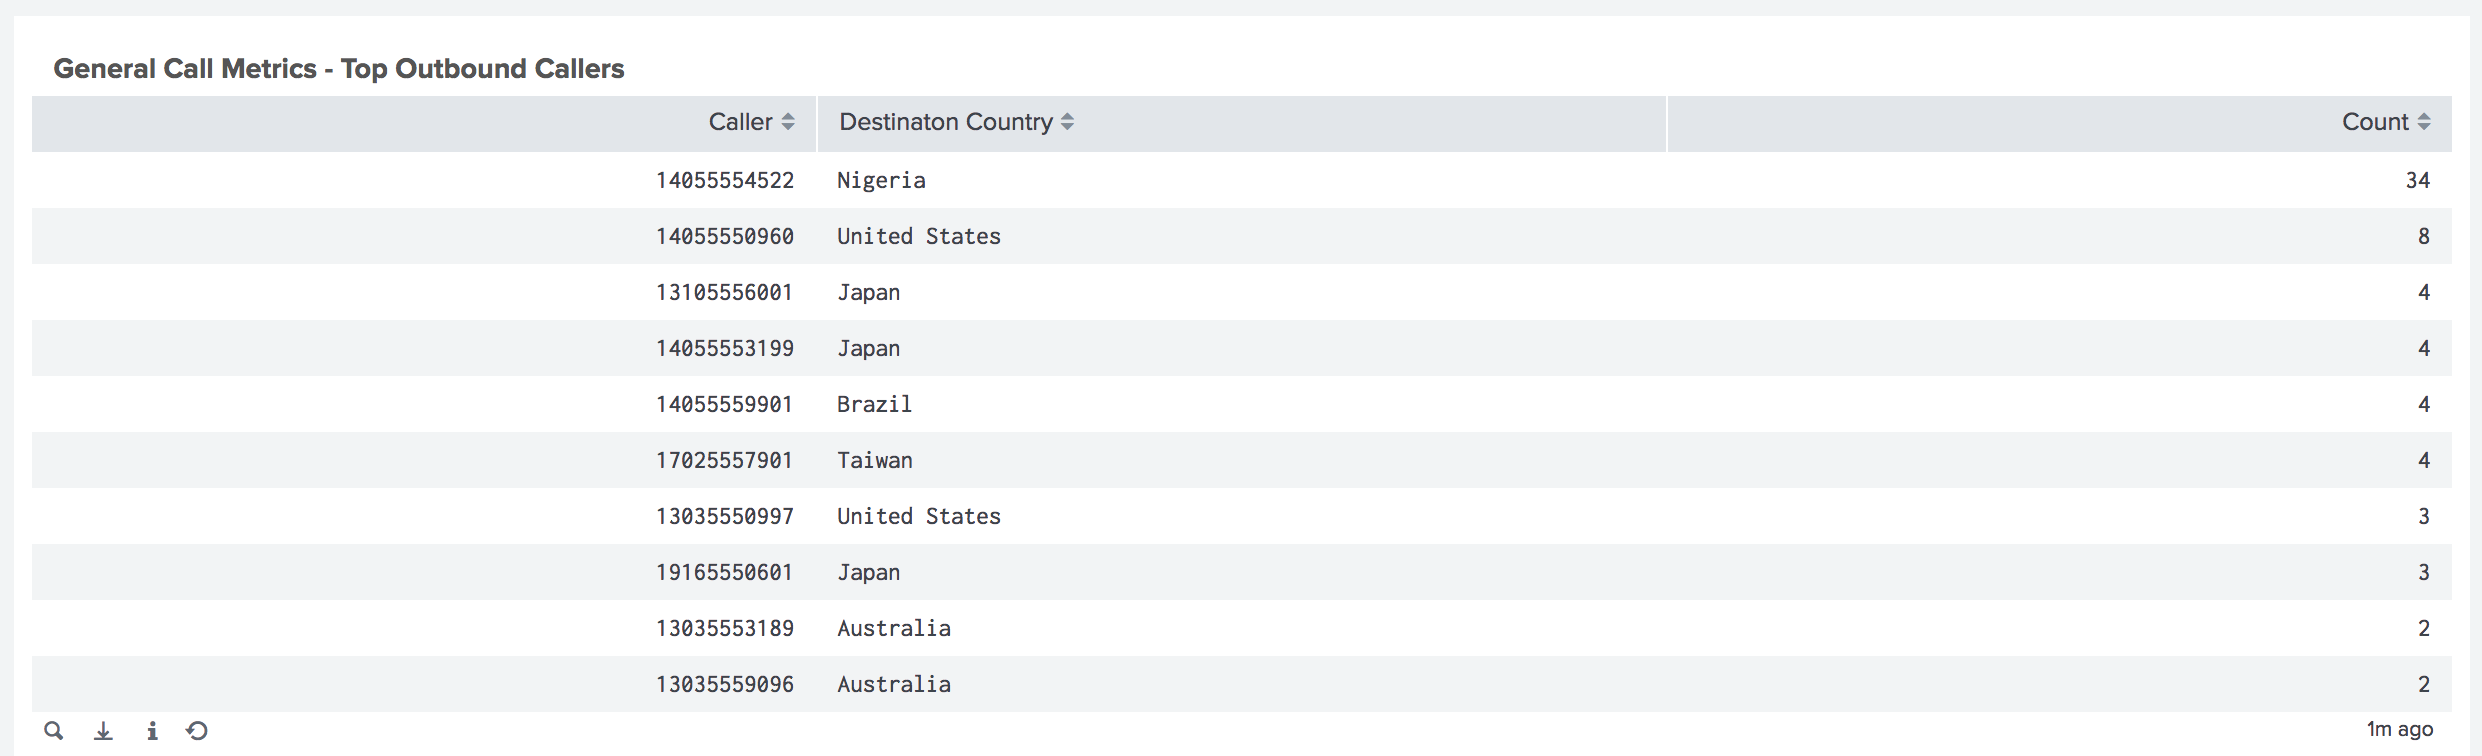 General Call Metrics - Top Outbound Callers
Caller Destinaton Country Count
14055554522 Nigeria 34
14055550960 United States 8
13105556001 Japan 4
14055553199 Japan 4
14055559901 Brazil 4
17025557901 Taiwan 4
13035550997 United States 3
19165550601 Japan 3
13035553189 Australia 2
13035559096 Australia 2
1m ago